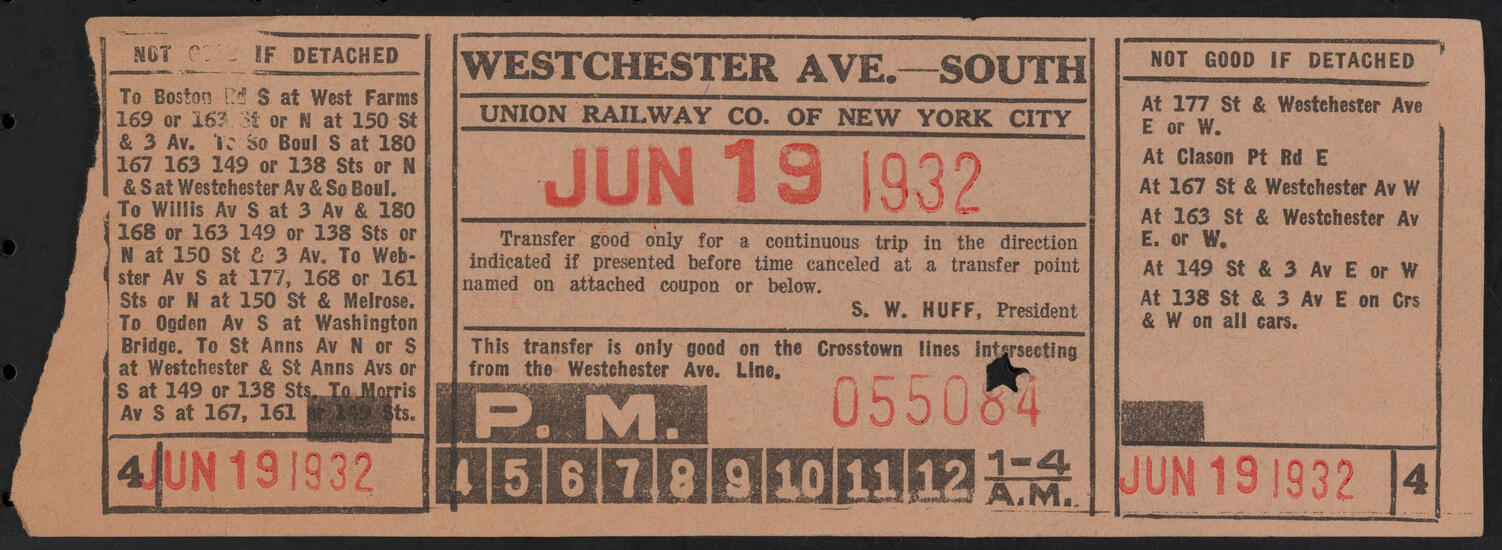 NOT GOOD IF DETACHED
To Boston Rd S at West Farms
169 or 163 St or N at 150 St
& 3 Av. To So Boul S at 180
167 163 149 or 138 Sts or N
& S at Westchester Av & So Boul.
To Willis Av S at 3 Av & 180
168 or 163 149 or 138 Sts or
N at 150 St & 3 Av. To Web-
ster Av S at 177, 168 or 161
Sts or N at 150 St & Melrose.
To Ogden Av S at Washington
Bridge. To St Anns Av N or S
at Westchester & St Anns Avs or
S at 149 or 138 Sts. To Morris
Av S at 167, 161 or 149 Sts.
4 JUN 19 1932
WESTCHESTER AVE.—SOUTH
UNION RAILWAY CO. OF NEW YORK CITY
JUN 19 1932
Transfer good only for a continuous trip in the direction
indicated if presented before time canceled at a transfer point
named on attached coupon or below.
S. W. HUFF, President
This transfer is only good on the Crosstown lines intersecting
from the Westchester Ave. Line.
055084
P. M.
4 5 6 7 8 9 10 11 12 1-4
A.M.
NOT GOOD IF DETACHED
At 177 St & Westchester Ave
E or W.
At Clason Pt Rd E
At 167 St & Westchester Av W
At 163 St & Westchester Av
E. or W.
At 149 St & 3 Av E or W
At 138 St & 3 Av E on Crs
& W on all cars.
JUN 19 1932 4